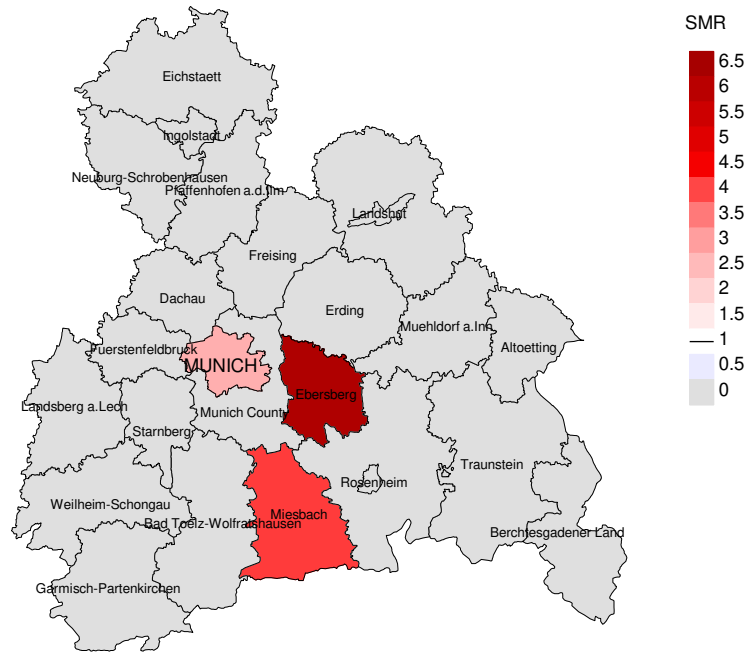 SMR
Eichstaett
Ingolstadt
Neuburg-Schrobenhausen
Pfaffenhofen a.d.Ilm
Landshut
Freising
Dachau
Erding
Muehldorf a.Inn
Altoetting
Fuerstenfeldbruck
MUNICH
Ebersberg
Landsberg a.Lech
Munich County
Starnberg
Traunstein
Rosenheim
Weilheim-Schongau
Miesbach
Bad Toelz-Wolfratshausen
Berchtesgadener Land
Garmisch-Partenkirchen
6.5
6
5.5
5
4.5
4
3.5
3
2.5
2
1.5
1
0.5
0